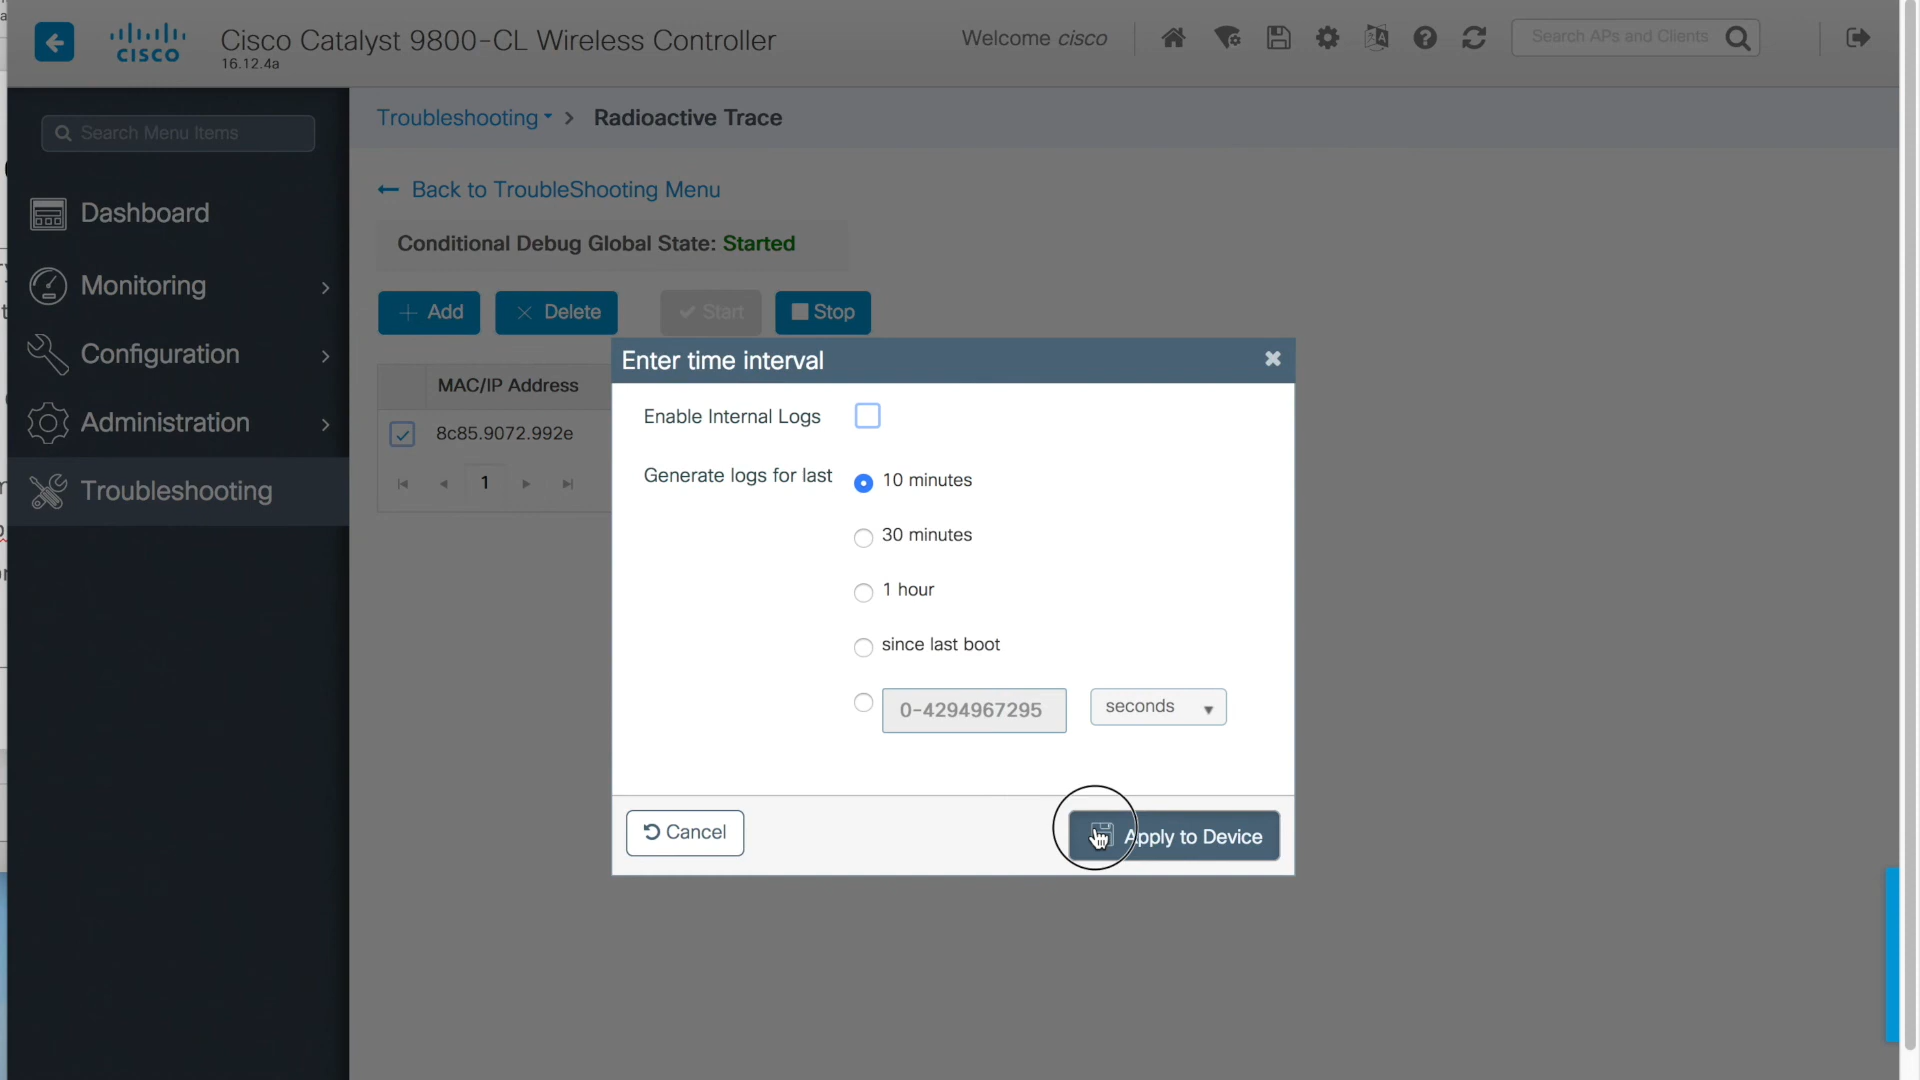 CISCO
Cisco Catalyst 9800-CL Wireless Controller
16.12.4a
Welcome cisco
Search APs and Clients
Search Menu Items
Dashboard
Monitoring
Configuration
Administration
Troubleshooting
Troubleshooting > Radioactive Trace
← Back to TroubleShooting Menu
Conditional Debug Global State: Started
+ Add
× Delete
✓ Start
Stop
MAC/IP Address
8c85.9072.992e
1
Enter time interval
Enable Internal Logs
Generate logs for last
10 minutes
30 minutes
1 hour
since last boot
0-4294967295
seconds
Cancel
Apply to Device